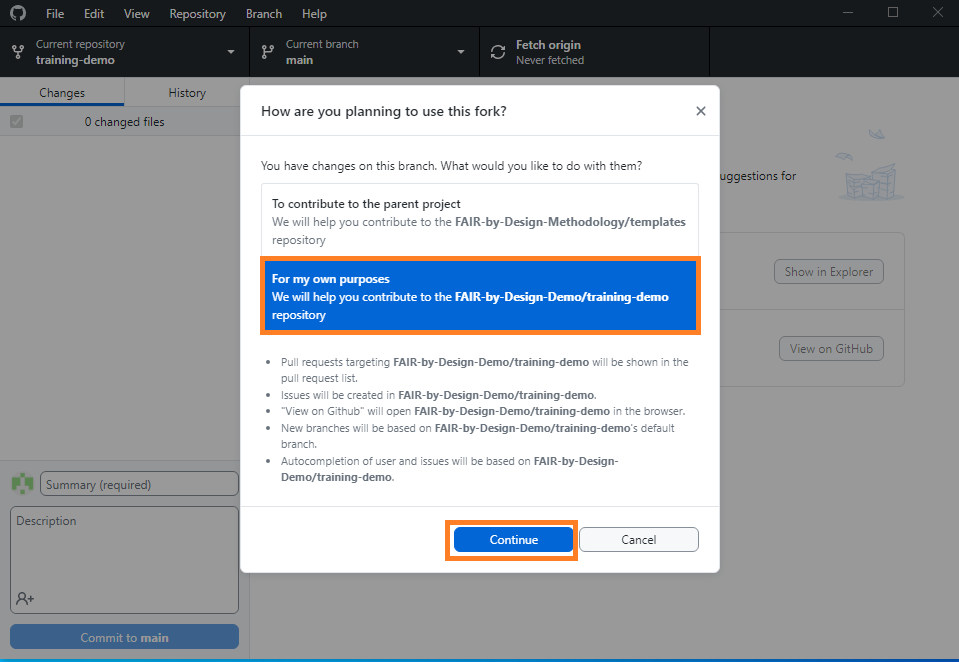 File Edit View Repository Branch Help
Current repository
training-demo
Current branch
main
Fetch origin
Never fetched
Changes History
0 changed files
How are you planning to use this fork?
You have changes on this branch. What would you like to do with them?
To contribute to the parent project
We will help you contribute to the FAIR-by-Design-Methodology/templates
repository
For my own purposes
We will help you contribute to the FAIR-by-Design-Demo/training-demo
repository
• Pull requests targeting FAIR-by-Design-Demo/training-demo will be shown in the
pull request list.
• Issues will be created in FAIR-by-Design-Demo/training-demo.
• "View on Github" will open FAIR-by-Design-Demo/training-demo in the browser.
• New branches will be based on FAIR-by-Design-Demo/training-demo's default
branch.
• Autocompletion of user and issues will be based on FAIR-by-Design-
Demo/training-demo.
Continue Cancel
uggestions for
Show in Explorer
View on GitHub
Summary (required)
Description
Commit to main